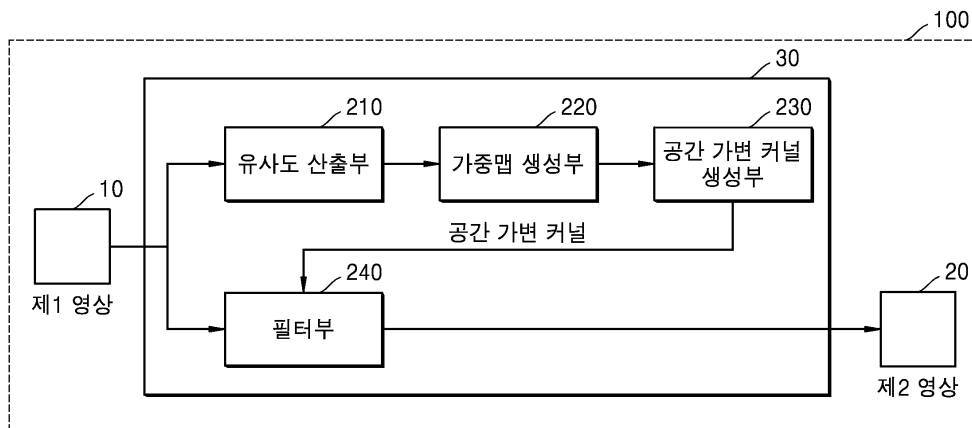 100
30
210
220
230
유사도 산출부
가중맵 생성부
공간 가변 커널
생성부
10
제1 영상
공간 가변 커널
240
필터부
20
제2 영상